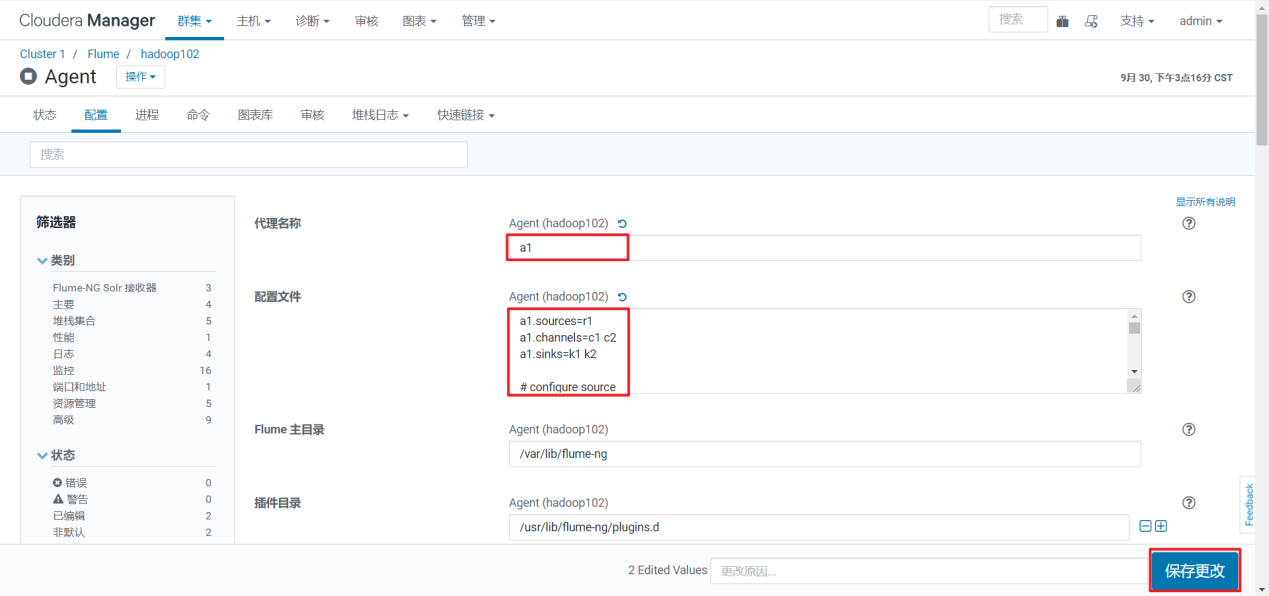 Cloudera Manager 群集 主机 诊断 审核 图表 管理 搜索 支持 admin
Cluster 1 / Flume / hadoop102
Agent 操作 9月 30, 下午3点16分 CST
状态 配置 进程 命令 图表库 审核 堆栈日志 快速链接
搜索
显示所有说明
筛选器
类别
Flume-NG Solr 接收器 3
主要 4
堆栈集合 5
性能 1
日志 4
监控 16
端口和地址 1
资源管理 5
高级 9
状态
错误 0
警告 0
已编辑 2
非默认 2
代理名称 Agent (hadoop102)
a1
配置文件 Agent (hadoop102)
a1.sources=r1
a1.channels=c1 c2
a1.sinks=k1 k2
# configure source
Flume 主目录 Agent (hadoop102)
/var/lib/flume-ng
插件目录 Agent (hadoop102)
/usr/lib/flume-ng/plugins.d
Feedback
2 Edited Values 更改原因... 保存更改